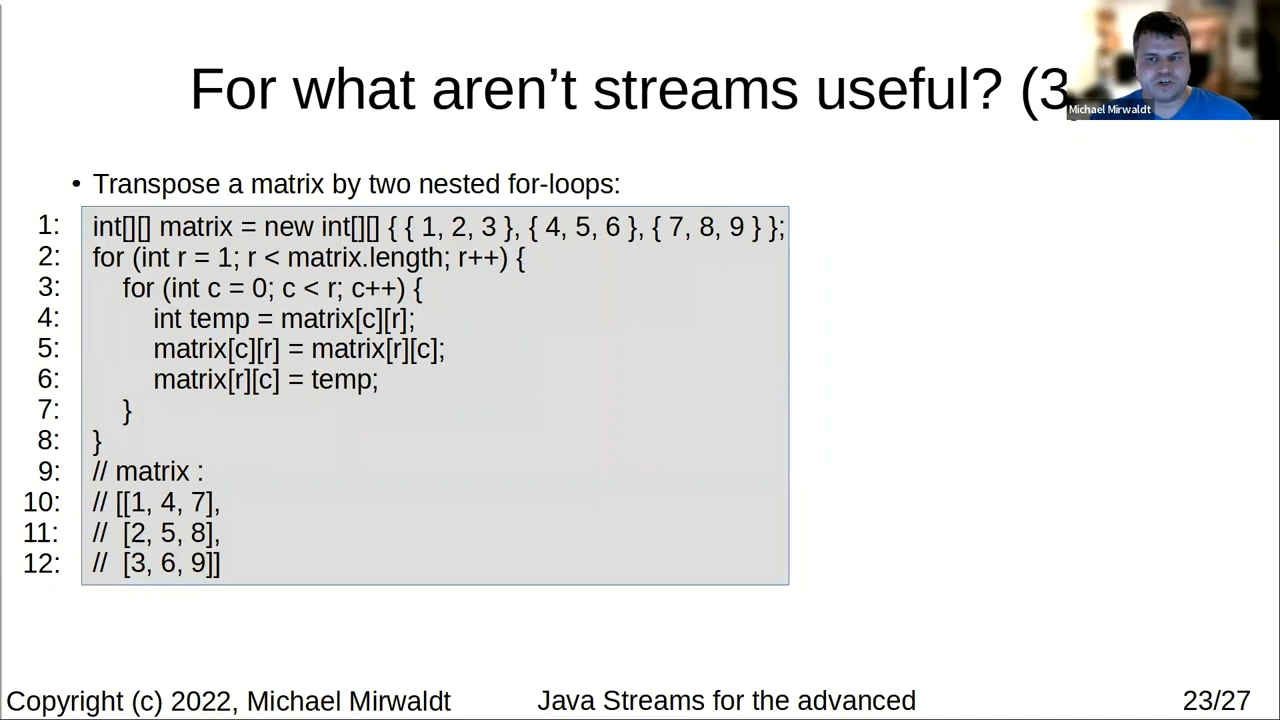 For what aren’t streams useful? (3
Michael Mirwaldt
• Transpose a matrix by two nested for-loops:
1: int[][] matrix = new int[][] { { 1, 2, 3 }, { 4, 5, 6 }, { 7, 8, 9 } };
2: for (int r = 1; r < matrix.length; r++) {
3: for (int c = 0; c < r; c++) {
4: int temp = matrix[c][r];
5: matrix[c][r] = matrix[r][c];
6: matrix[r][c] = temp;
7: }
8: }
9: // matrix :
10: // [[1, 4, 7],
11: //  [2, 5, 8],
12: //  [3, 6, 9]]
Copyright (c) 2022, Michael Mirwaldt Java Streams for the advanced 23/27